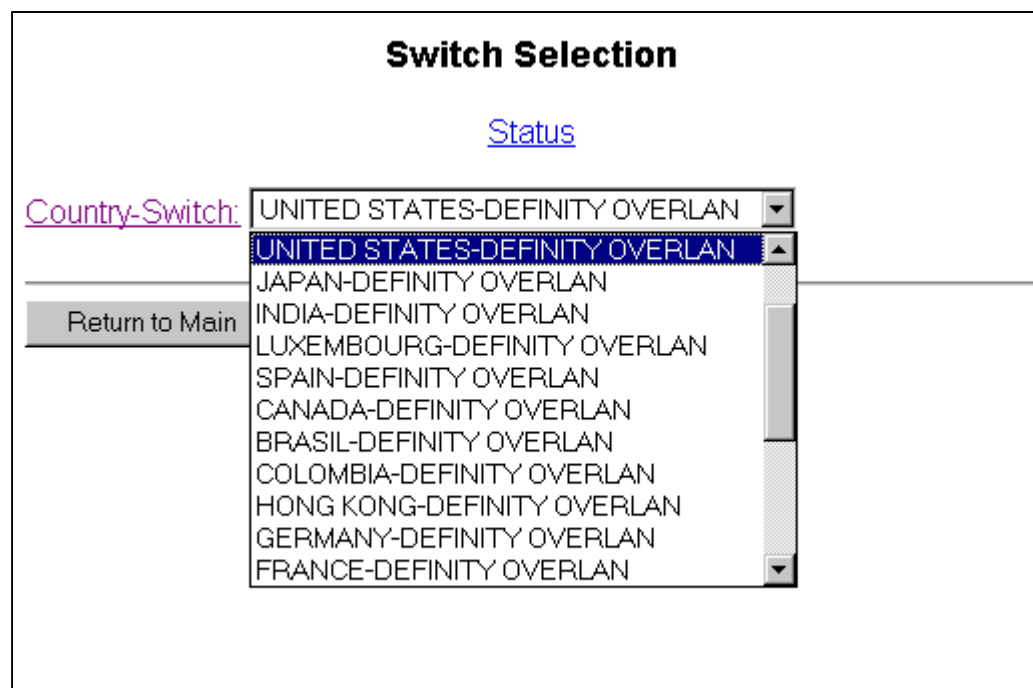 Switch Selection
Status
Country-Switch: UNITED STATES-DEFINITY OVERLAN
UNITED STATES-DEFINITY OVERLAN
JAPAN-DEFINITY OVERLAN
Return to Main
INDIA-DEFINITY OVERLAN
LUXEMBOURG-DEFINITY OVERLAN
SPAIN-DEFINITY OVERLAN
CANADA-DEFINITY OVERLAN
BRASIL-DEFINITY OVERLAN
COLOMBIA-DEFINITY OVERLAN
HONG KONG-DEFINITY OVERLAN
GERMANY-DEFINITY OVERLAN
FRANCE-DEFINITY OVERLAN